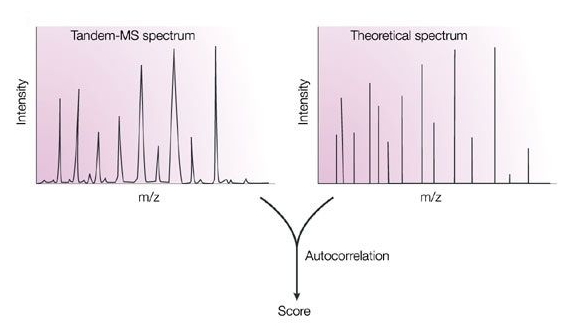 Tandem-MS spectrum
Intensity
m/z
Theoretical spectrum
Intensity
m/z
Autocorrelation
Score